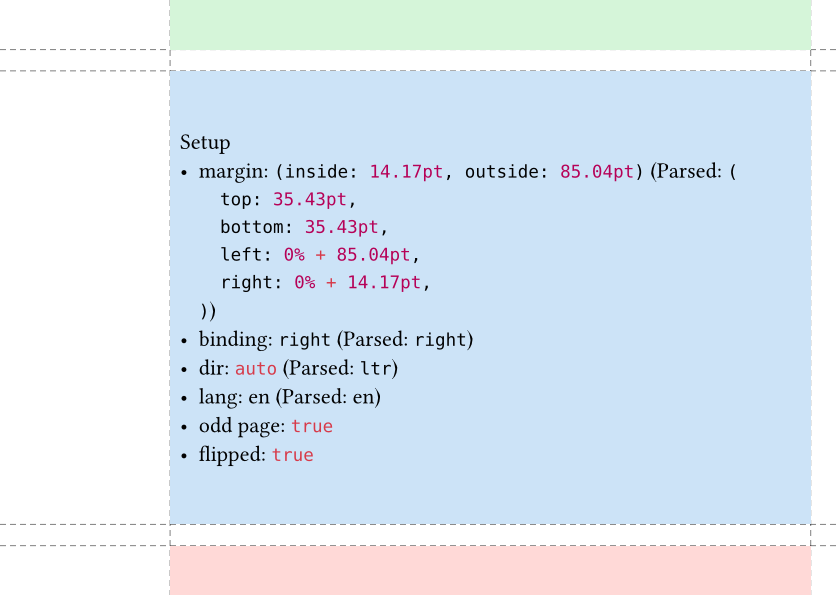 Setup
• margin: (inside: 14.17pt, outside: 85.04pt) (Parsed: (
top: 35.43pt,
bottom: 35.43pt,
left: 0% + 85.04pt,
right: 0% + 14.17pt,
))
• binding: right (Parsed: right)
• dir: auto (Parsed: ltr)
• lang: en (Parsed: en)
• odd page: true
• flipped: true